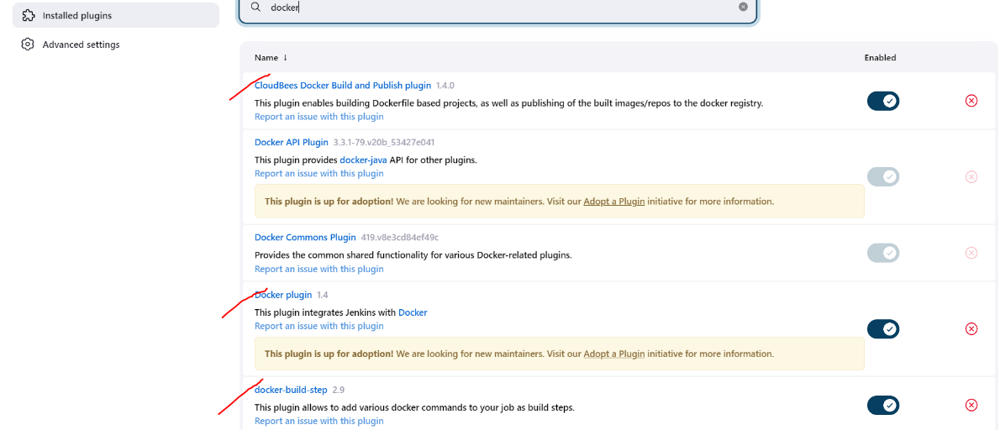 Installed plugins
Advanced settings
docker
Name ↓ Enabled
CloudBees Docker Build and Publish plugin 1.4.0
This plugin enables building Dockerfile based projects, as well as publishing of the built images/repos to the docker registry.
Report an issue with this plugin
Docker API Plugin 3.3.1-79.v20b_53427e041
This plugin provides docker-java API for other plugins.
Report an issue with this plugin
This plugin is up for adoption! We are looking for new maintainers. Visit our Adopt a Plugin initiative for more information.
Docker Commons Plugin 419.v8e3cd84ef49c
Provides the common shared functionality for various Docker-related plugins.
Report an issue with this plugin
Docker plugin 1.4
This plugin integrates Jenkins with Docker
Report an issue with this plugin
This plugin is up for adoption! We are looking for new maintainers. Visit our Adopt a Plugin initiative for more information.
docker-build-step 2.9
This plugin allows to add various docker commands to your job as build steps.
Report an issue with this plugin